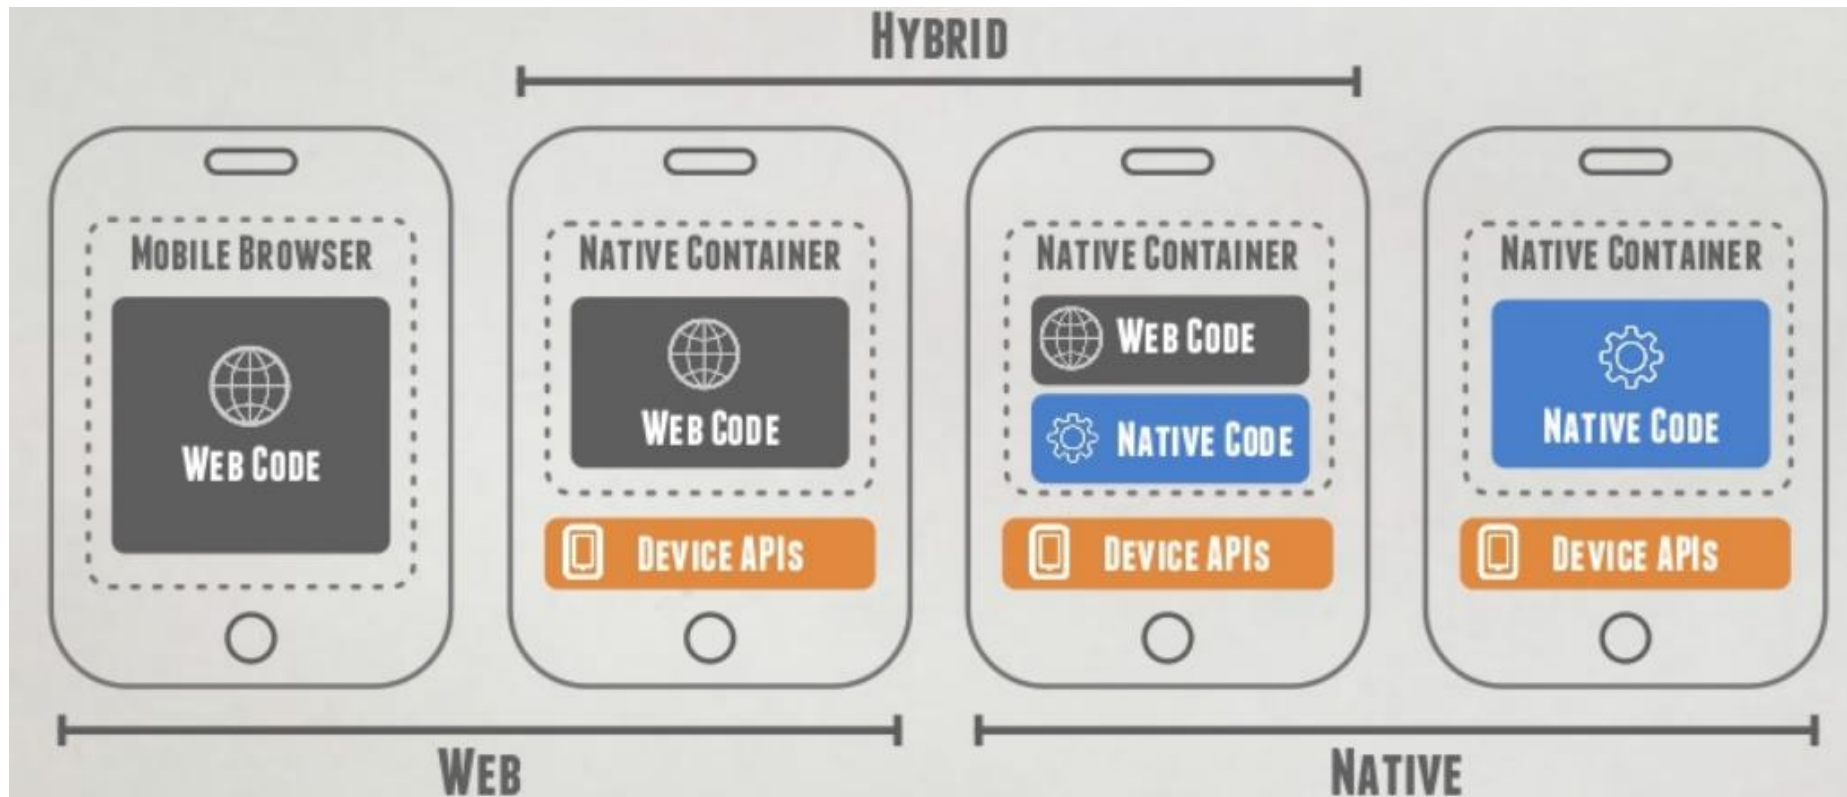 HYBRID
MOBILE BROWSER
WEB CODE
NATIVE CONTAINER
WEB CODE
DEVICE APIS
NATIVE CONTAINER
WEB CODE
NATIVE CODE
DEVICE APIS
NATIVE CONTAINER
NATIVE CODE
DEVICE APIS
WEB
NATIVE